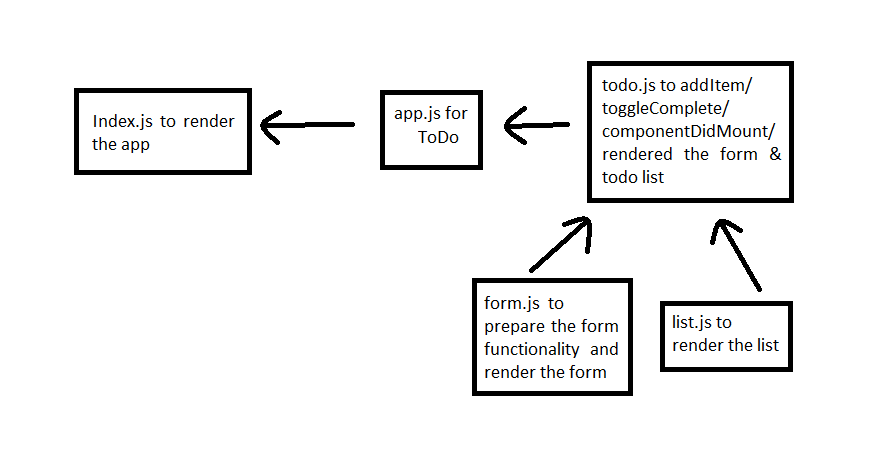 Index.js to render
the app
app.js for
ToDo
todo.js to addItem/
toggleComplete/
componentDidMount/
rendered the form &
todo list
form.js to
prepare the form
functionality and
render the form
list.js to
render the list